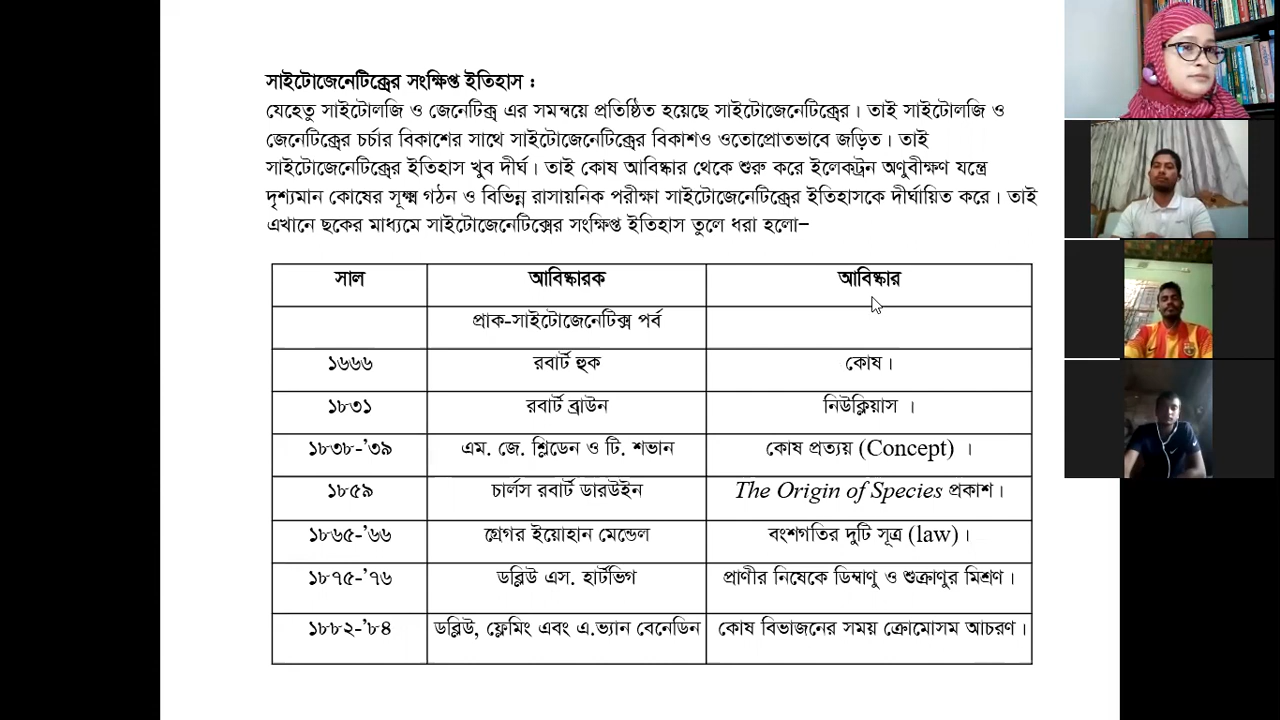 সাইটোজেনেটিক্সের সংক্ষিপ্ত ইতিহাস :
যেহেতু সাইটোলজি ও জেনেটিক্স এর সমন্বয়ে প্রতিষ্ঠিত হয়েছে সাইটোজেনেটিক্সের। তাই সাইটোলজি ও
জেনেটিক্সের চর্চার বিকাশের সাথে সাইটোজেনেটিক্সের বিকাশও ওতোপ্রোতভাবে জড়িত। তাই
সাইটোজেনেটিক্সের ইতিহাস খুব দীর্ঘ। তাই কোষ আবিষ্কার থেকে শুরু করে ইলেকট্রন অণুবীক্ষণ যন্ত্রে
দৃশ্যমান কোষের সূক্ষ্ম গঠন ও বিভিন্ন রাসায়নিক পরীক্ষা সাইটোজেনেটিক্সের ইতিহাসকে দীর্ঘায়িত করে। তাই
এখানে ছকের মাধ্যমে সাইটোজেনেটিক্সের সংক্ষিপ্ত ইতিহাস তুলে ধরা হলো–
সাল আবিষ্কারক আবিষ্কার
প্রাক-সাইটোজেনেটিক্স পর্ব
১৬৬৬ রবার্ট হুক কোষ।
১৮৩১ রবার্ট ব্রাউন নিউক্লিয়াস ।
১৮৩৮-’৩৯ এম. জে. শ্লিডেন ও টি. শভান কোষ প্রত্যয় (Concept) ।
১৮৫৯ চার্লস রবার্ট ডারউইন The Origin of Species প্রকাশ।
১৮৬৫-’৬৬ গ্রেগর ইয়োহান মেন্ডেল বংশগতির দুটি সূত্র (law)।
১৮৭৫-’৭৬ ডব্লিউ এস. হার্টভিগ প্রাণীর নিষেকে ডিম্বাণু ও শুক্রাণুর মিশ্রণ।
১৮৮২-’৮৪ ডব্লিউ, ফ্লেমিং এবং এ.ভ্যান বেনেডিন কোষ বিভাজনের সময় ক্রোমোসম আচরণ।